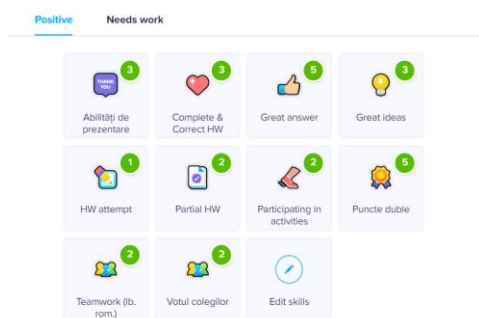 Positive Needs work
3 3 5 3
THANK
YOU
Abilități de
prezentare
Complete &
Correct HW
Great answer
Great ideas
1 2 2 5
HW attempt
Partial HW
Participating in
activities
Puncte duble
2 2
Teamwork (lb.
rom.)
Votul colegilor
Edit skills